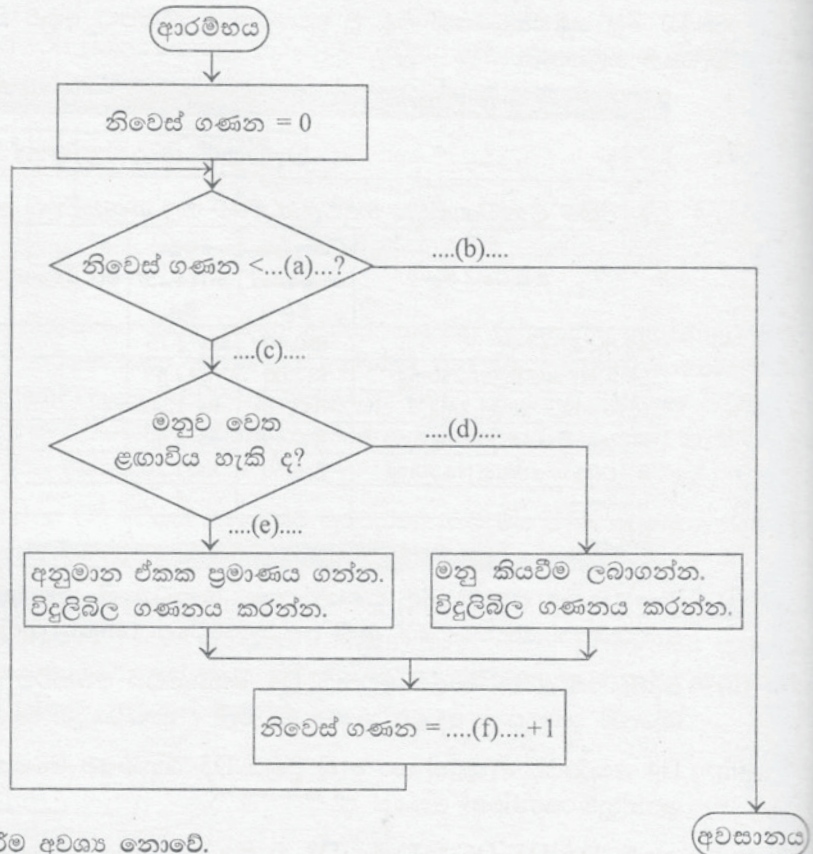 ආරම්භය
නිවෙස් ගණන = 0
නිවෙස් ගණන <...(a)...?
....(b)....
....(c)....
මනුව වෙත
ළඟාවිය හැකි ද?
....(d)....
....(e)....
අනුමාන ඒකක ප්‍රමාණය ගන්න.
විදුලිබිල ගණනය කරන්න.
මනු කියවීම ලබාගන්න.
විදුලිබිල ගණනය කරන්න.
නිවෙස් ගණන = ....(f)....+1
අවසානය
අවශ්‍ය නොවේ.